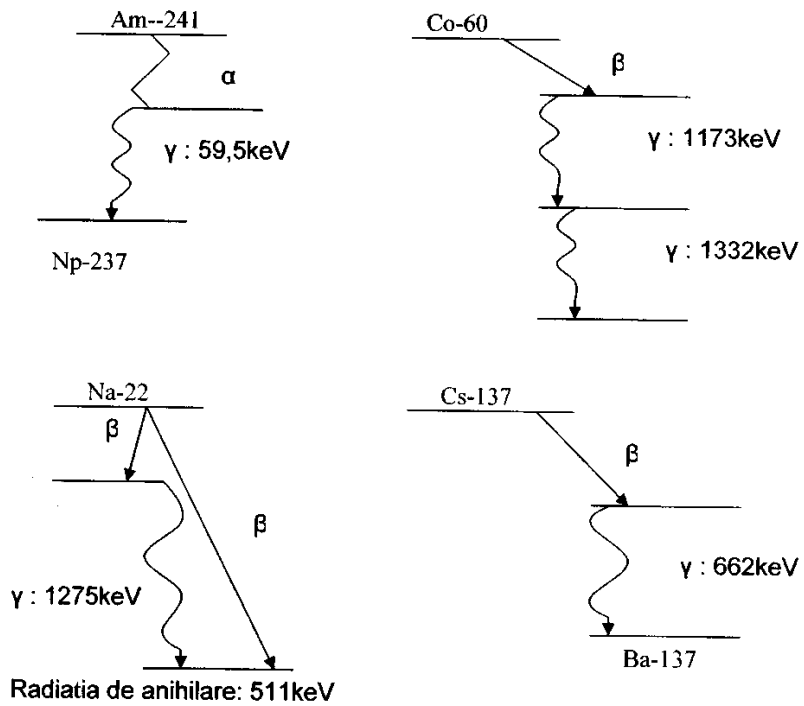 Am--241
α
γ : 59,5keV
Np-237
Co-60
β
γ : 1173keV
γ : 1332keV
Na-22
β
β
γ : 1275keV
Radiatia de anihilare: 511keV
Cs-137
β
γ : 662keV
Ba-137